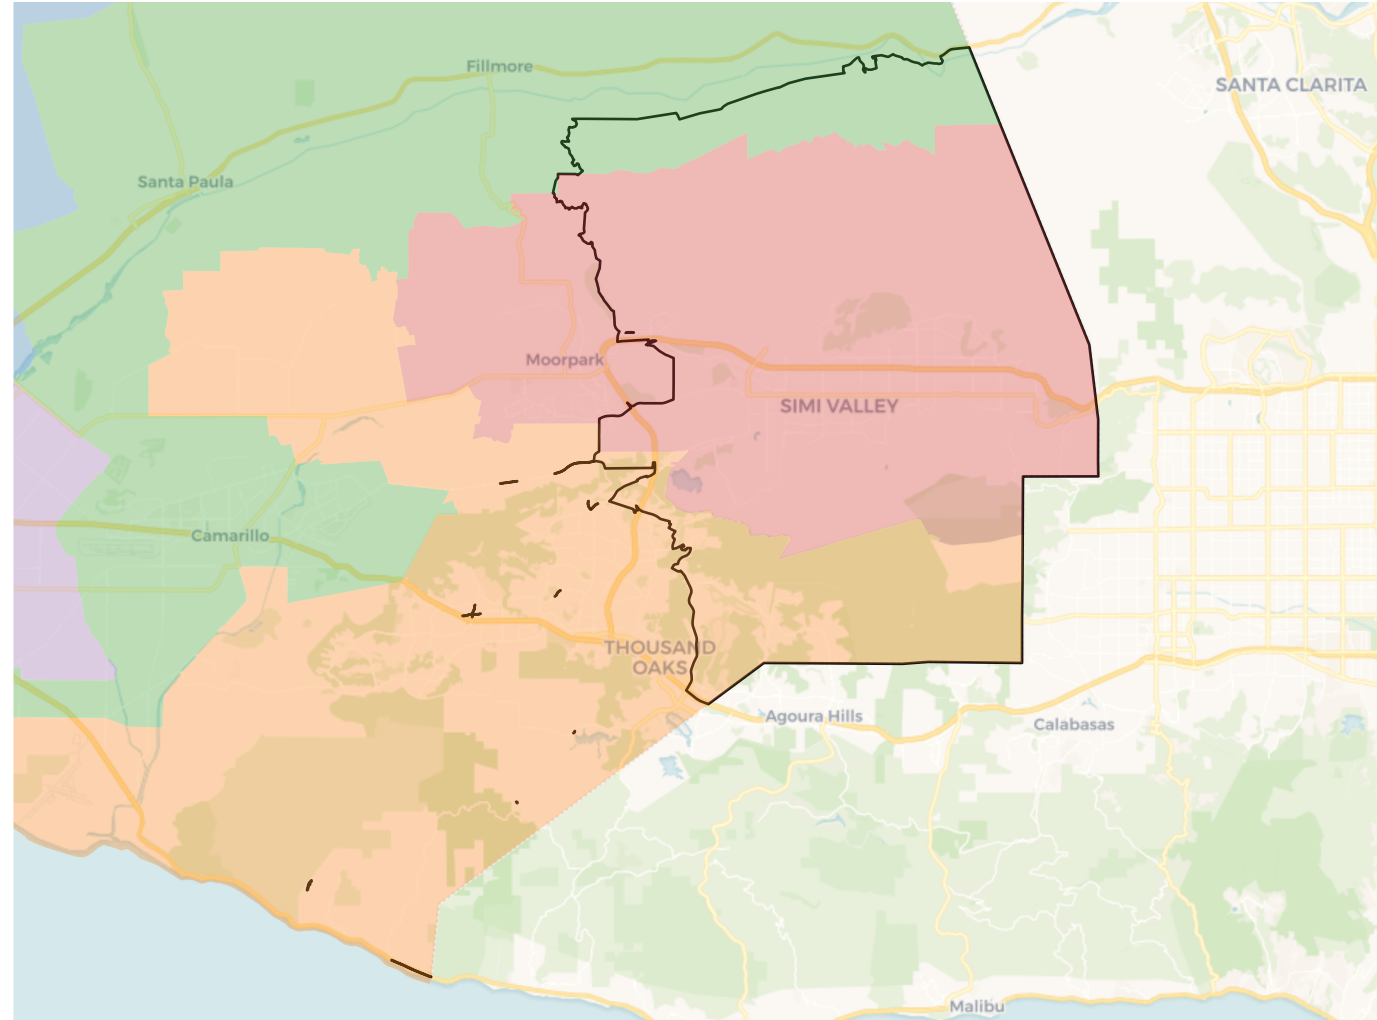 Fillmore
SANTA CLARITA
Santa Paula
Moorpark
SIMI VALLEY
Camarillo
THOUSAND
OAKS
Agoura Hills
Calabasas
Malibu